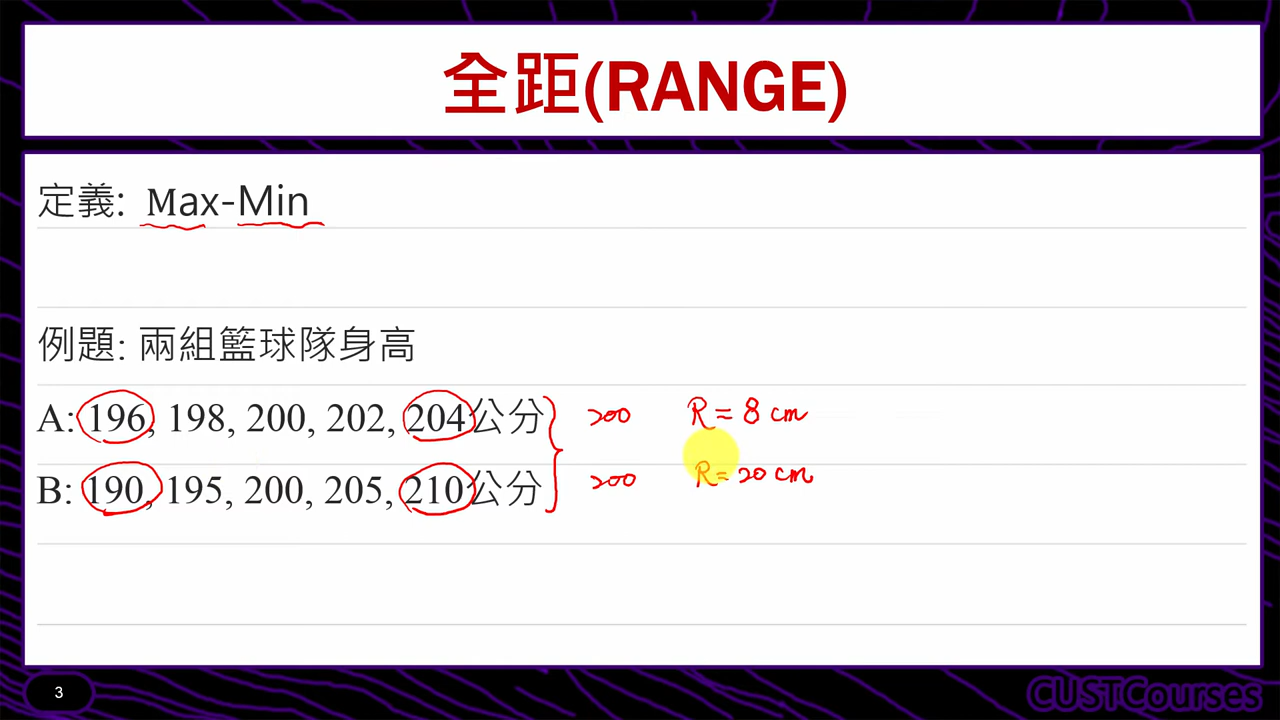 全距(RANGE)
定義: Max-Min
例題: 兩組籃球隊身高
A: 196, 198, 200, 202, 204公分 200 R = 8 cm
B: 190, 195, 200, 205, 210公分 200 R = 20 cm
3
CUSTCourses